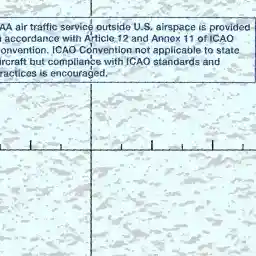 AA air traffic service outside U.S. airspace is provided
accordance with Article 12 and Annex 11 of ICAO
onvention. ICAO Convention not applicable to state
ircraft but compliance with ICAO standards and
ractices is encouraged.